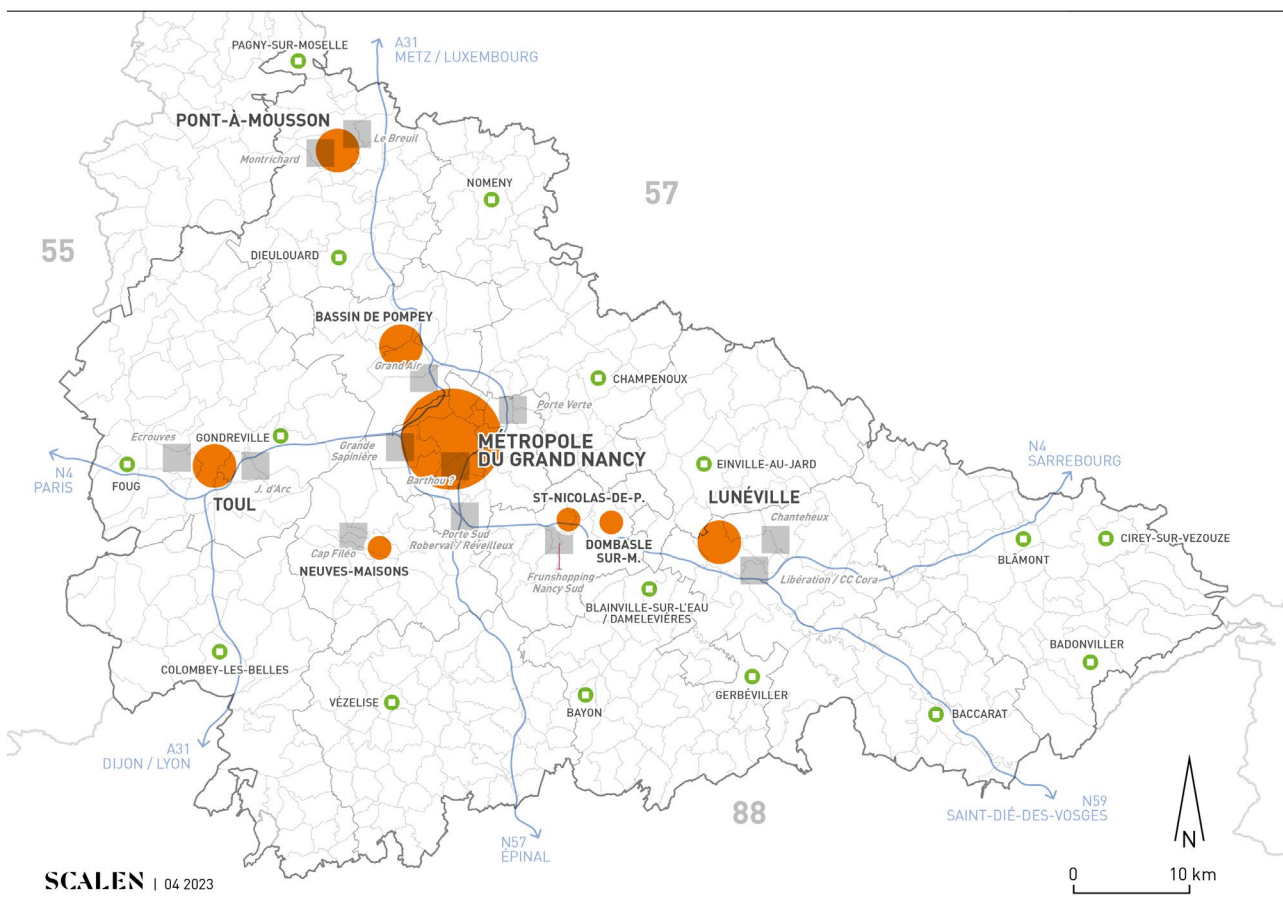 A31
METZ / LUXEMBOURG
PAGNY-SUR-MOSELLE
PONT-À-MOUSSON
Le Breuil
Montrichard
NOMENY
57
55
DIEULOUARD
BASSIN DE POMPEY
Grand Air
CHAMPENOUX
Porte Verte
Ecrouves
GONDREVILLE
Grande
Sapinière
MÉTROPOLE
DU GRAND NANCY
N4
PARIS
FOUG
J. d'Arc
TOUL
Barthou ?
EINVILLE-AU-JARD
N4
SARREBOURG
ST-NICOLAS-DE-P.
LUNÉVILLE
Chanteheux
Porte Sud
Roberval / Réveilleux
Cap Filéo
NEUVES-MAISONS
DOMBASLE
SUR-M.
Frunshopping
Nancy Sud
Libération / CC Cora
BLÂMONT
CIREY-SUR-VEZOUZE
BLAINVILLE-SUR-L'EAU
/ DAMELEVIÈRES
BADONVILLER
COLOMBEY-LES-BELLES
VÉZELISE
BAYON
GERBÉVILLER
BACCARAT
A31
DIJON / LYON
N57
ÉPINAL
88
N59
SAINT-DIÉ-DES-VOSGES
N
SCALEN | 04 2023
0 10 km